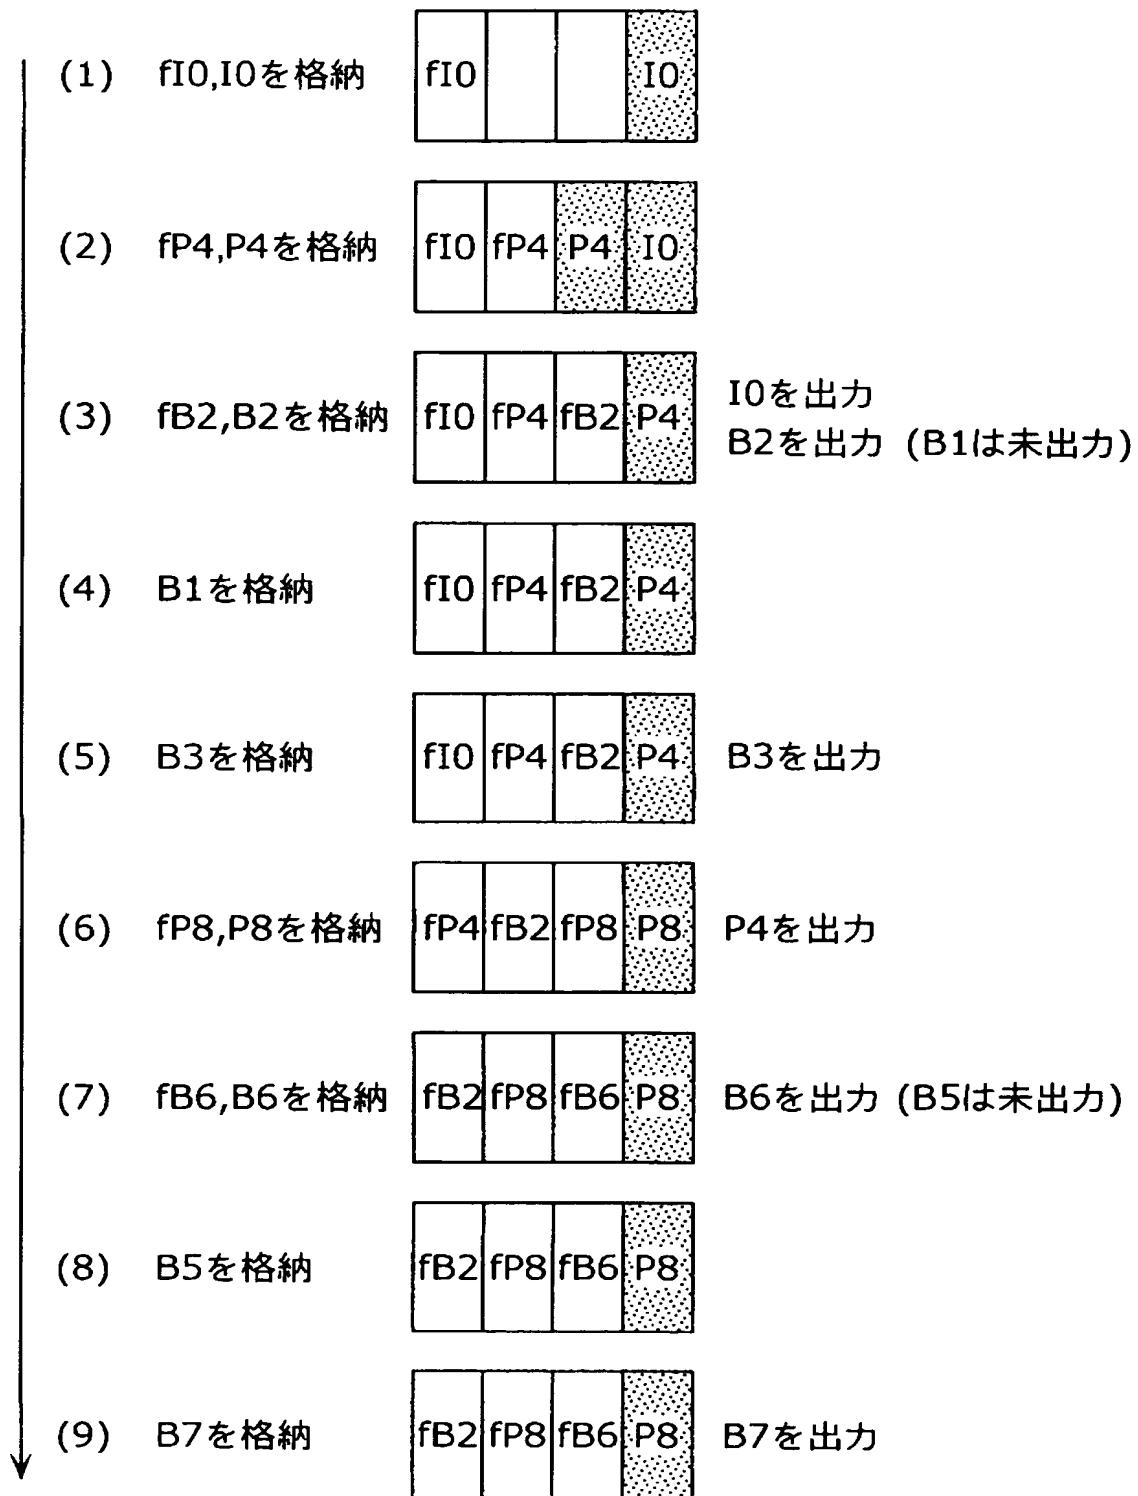 (1) fI0,I0を格納 fI0 I0
(2) fP4,P4を格納 fI0 fP4 P4 I0
(3) fB2,B2を格納 fI0 fP4 fB2 P4 I0を出力
B2を出力 (B1は未出力)
(4) B1を格納 fI0 fP4 fB2 P4
(5) B3を格納 fI0 fP4 fB2 P4 B3を出力
(6) fP8,P8を格納 fP4 fB2 fP8 P8 P4を出力
(7) fB6,B6を格納 fB2 fP8 fB6 P8 B6を出力 (B5は未出力)
(8) B5を格納 fB2 fP8 fB6 P8
(9) B7を格納 fB2 fP8 fB6 P8 B7を出力